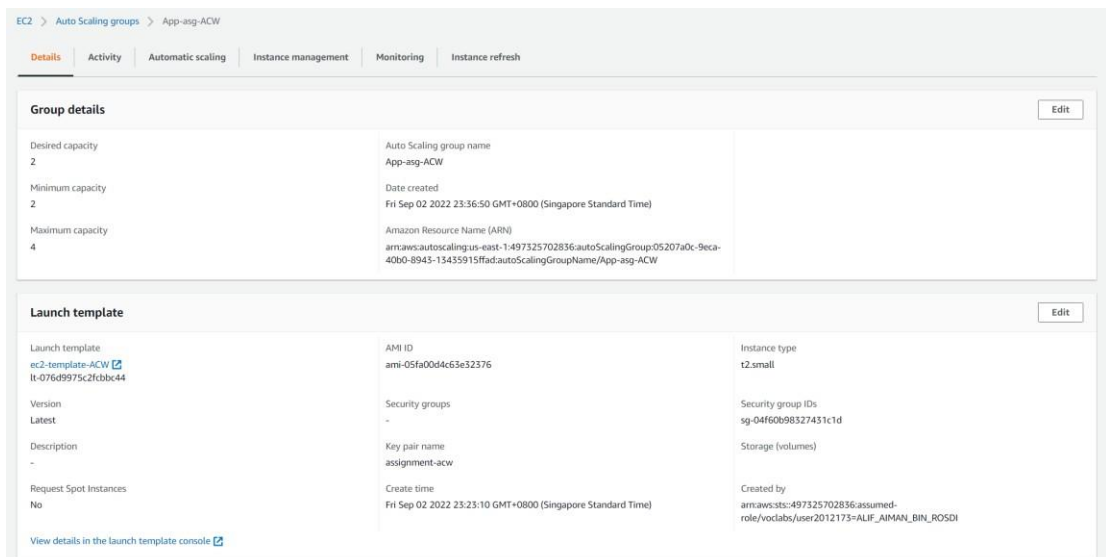 EC2 > Auto Scaling groups > App-asg-ACW
Details Activity Automatic scaling Instance management Monitoring Instance refresh
Group details Edit
Desired capacity
2
Minimum capacity
2
Maximum capacity
4
Auto Scaling group name
App-asg-ACW
Date created
Fri Sep 02 2022 23:36:50 GMT+0800 (Singapore Standard Time)
Amazon Resource Name (ARN)
arn:aws:autoscaling:us-east-1:497325702836:autoScalingGroup:05207a0c-9eca-
40b0-8943-13435915ffad:autoScalingGroupName/App-asg-ACW
Launch template Edit
Launch template
ec2-template-ACW
lt-076d9975c2fcbbc44
Version
Latest
Description
-
Request Spot Instances
No
AMI ID
ami-05fa00d4c63e32376
Security groups
-
Key pair name
assignment-acw
Create time
Fri Sep 02 2022 23:23:10 GMT+0800 (Singapore Standard Time)
Instance type
t2.small
Security group IDs
sg-04f60b98327431c1d
Storage (volumes)
Created by
arn:aws:sts::497325702836:assumed-
role/voclabs/user2012173=ALIF_AIMAN_BIN_ROSDI
View details in the launch template console